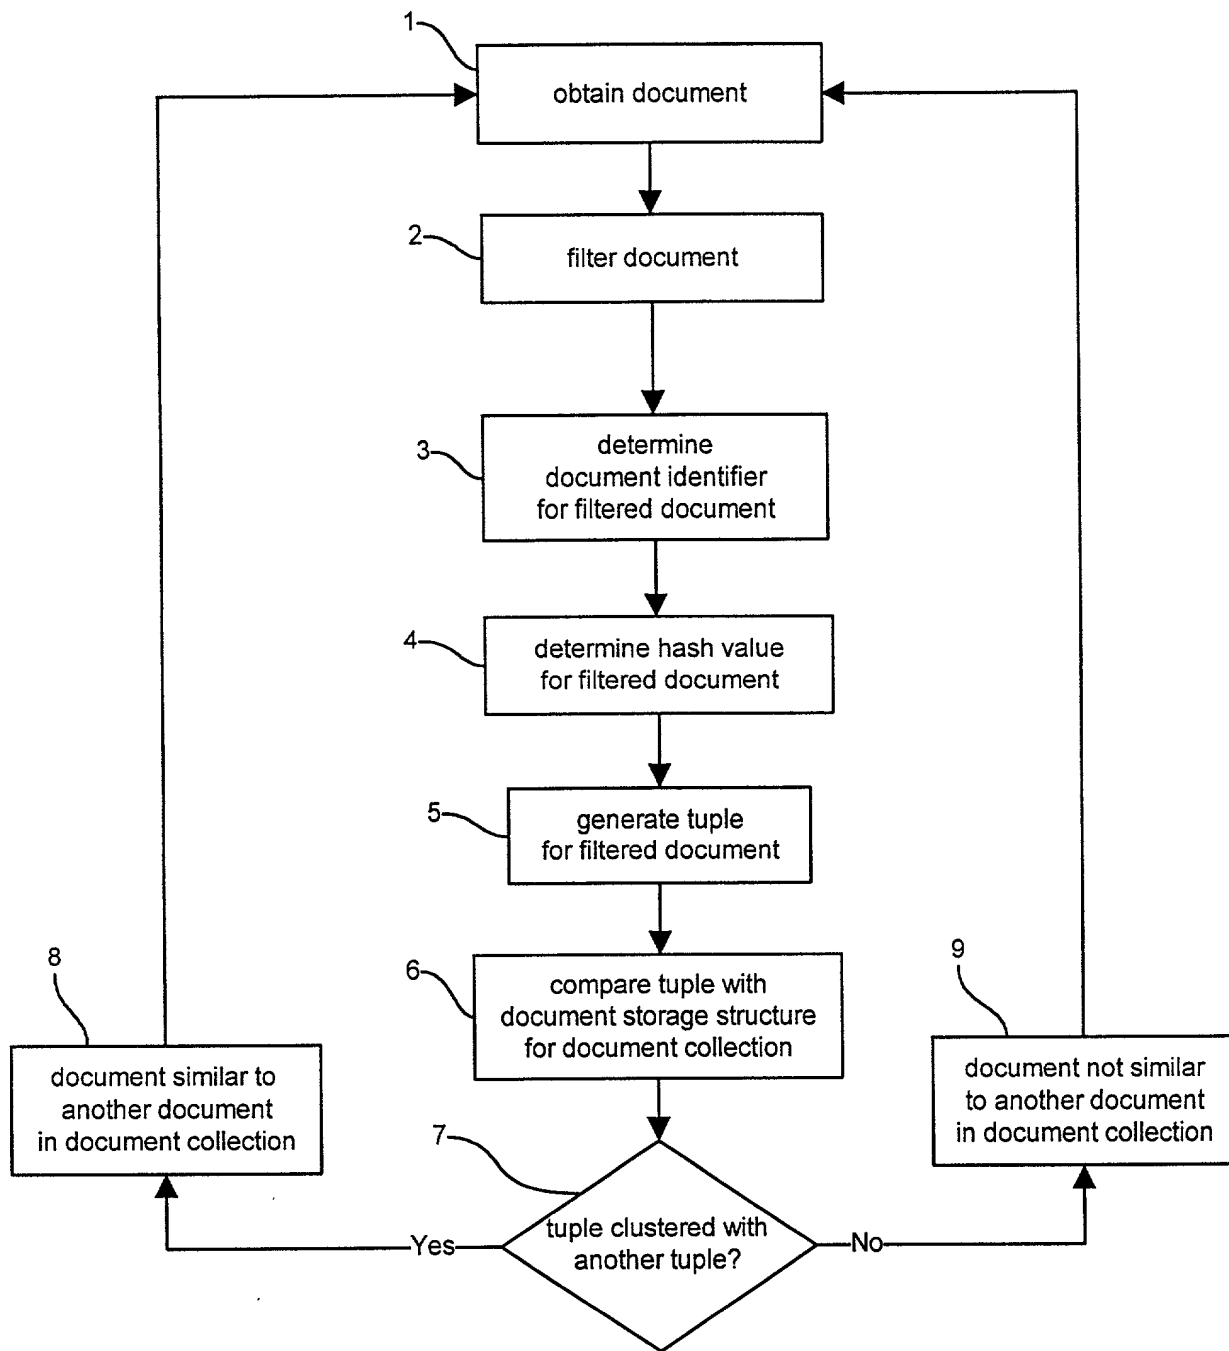 1
obtain document
2
filter document
3
determine
document identifier
for filtered document
4
determine hash value
for filtered document
5
generate tuple
for filtered document
6
compare tuple with
document storage structure
for document collection
8
document similar to
another document
in document collection
9
document not similar
to another document
in document collection
7
tuple clustered with
another tuple?
Yes
No